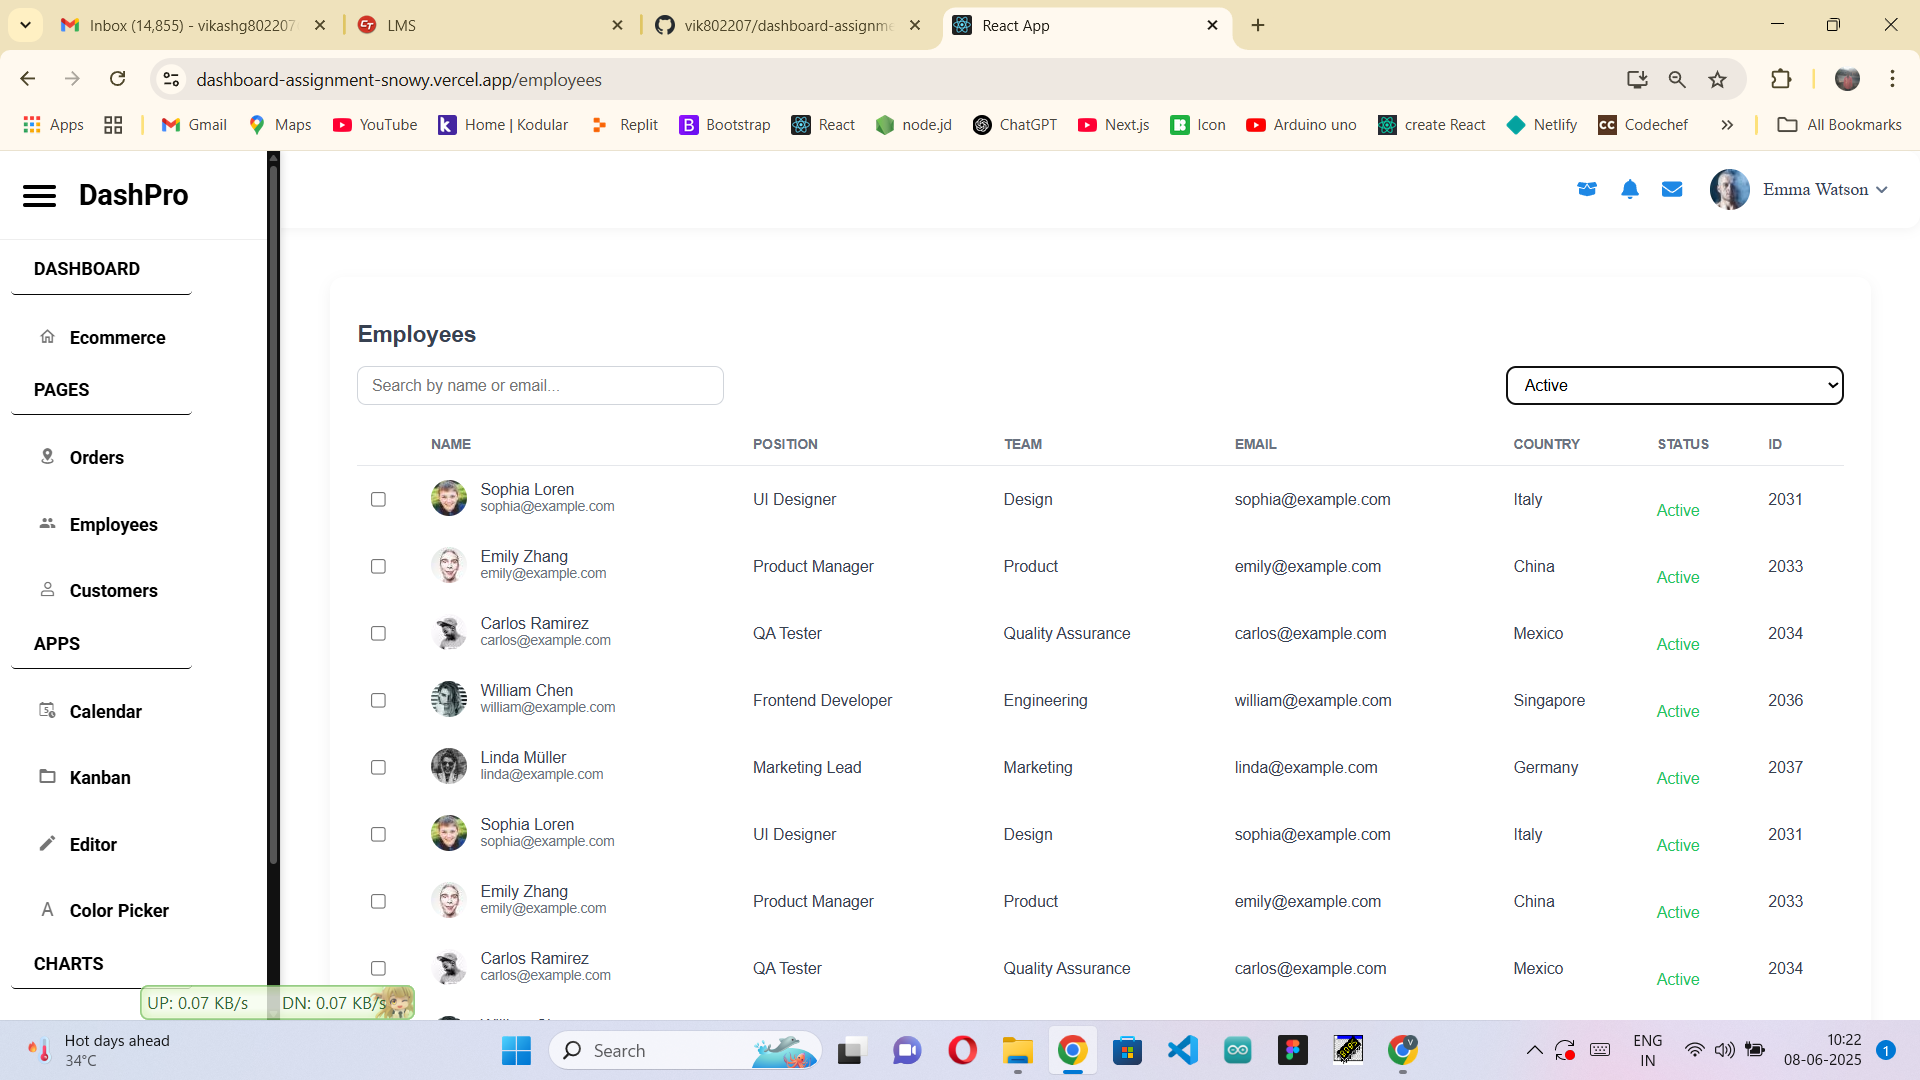 Inbox (14,855) - vikashg802207
LMS
vik802207/dashboard-assignme
React App
dashboard-assignment-snowy.vercel.app/employees
Apps
Gmail
Maps
YouTube
Home | Kodular
Replit
Bootstrap
React
node.jd
ChatGPT
Next.js
Icon
Arduino uno
create React
Netlify
Codechef
All Bookmarks
DashPro
Emma Watson
DASHBOARD
Ecommerce
PAGES
Orders
Employees
Customers
APPS
Calendar
Kanban
Editor
Color Picker
CHARTS
Employees
Search by name or email...
Active
NAME POSITION TEAM EMAIL COUNTRY STATUS ID
Sophia Loren
sophia@example.com
UI Designer Design sophia@example.com Italy Active 2031
Emily Zhang
emily@example.com
Product Manager Product emily@example.com China Active 2033
Carlos Ramirez
carlos@example.com
QA Tester Quality Assurance carlos@example.com Mexico Active 2034
William Chen
william@example.com
Frontend Developer Engineering william@example.com Singapore Active 2036
Linda Müller
linda@example.com
Marketing Lead Marketing linda@example.com Germany Active 2037
Sophia Loren
sophia@example.com
UI Designer Design sophia@example.com Italy Active 2031
Emily Zhang
emily@example.com
Product Manager Product emily@example.com China Active 2033
Carlos Ramirez
carlos@example.com
QA Tester Quality Assurance carlos@example.com Mexico Active 2034
UP: 0.07 KB/s DN: 0.07 KB/s
Hot days ahead
34°C
Search
ENG
IN
10:22
08-06-2025
1